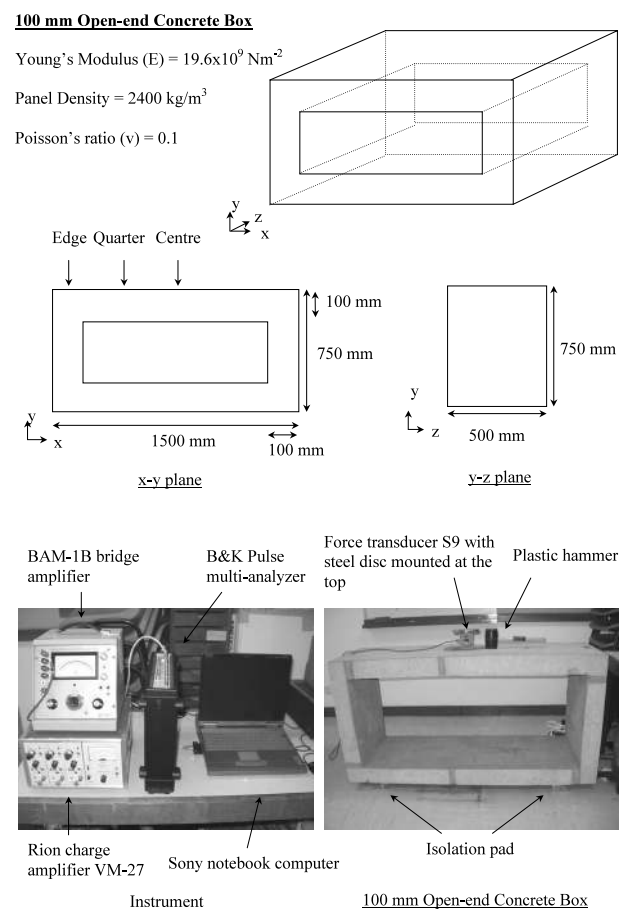 100 mm Open-end Concrete Box
Young's Modulus (E) = 19.6x10⁹ Nm⁻²
Panel Density = 2400 kg/m³
Poisson's ratio (v) = 0.1
y
z
x
Edge Quarter Centre
100 mm
750 mm
y
x
1500 mm
100 mm
x-y plane
750 mm
y
z
500 mm
y-z plane
BAM-1B bridge
amplifier
B&K Pulse
multi-analyzer
Force transducer S9 with
steel disc mounted at the
top
Plastic hammer
Rion charge
amplifier VM-27
Sony notebook computer
Instrument
Isolation pad
100 mm Open-end Concrete Box